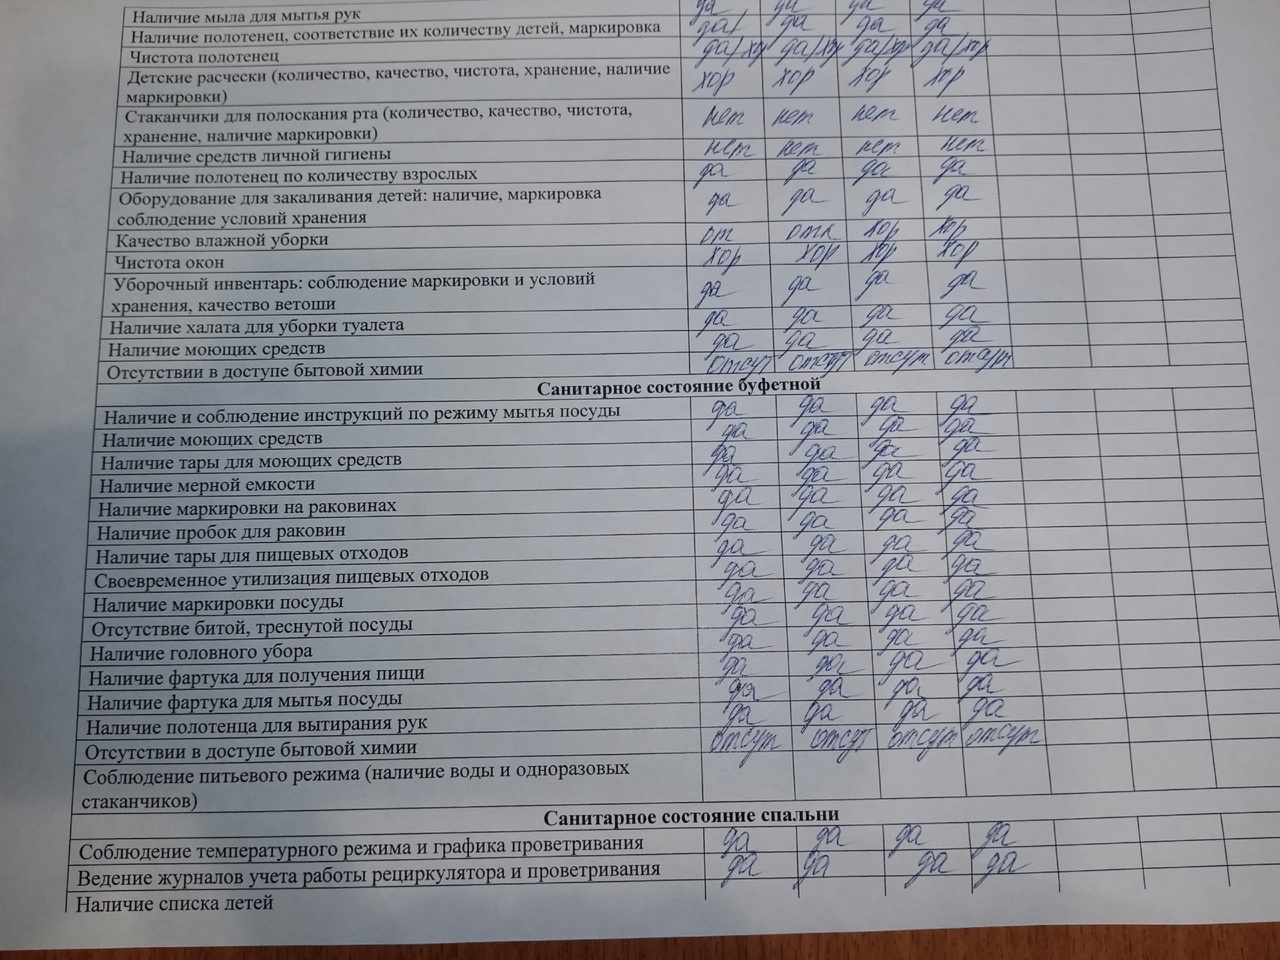 Наличие мыла для мытья рук да да да да
Наличие полотенец, соответствие их количеству детей, маркировка да/ да да да
Чистота полотенец да/хор да/хор да/хор да/хор
Детские расчески (количество, качество, чистота, хранение, наличие хор хор хор хор
маркировки)
Стаканчики для полоскания рта (количество, качество, чистота, нет нет нет нет
хранение, наличие маркировки)
Наличие средств личной гигиены нет нет нет нет
Наличие полотенец по количеству взрослых да да да да
Оборудование для закаливания детей: наличие, маркировка да да да да
соблюдение условий хранения
Качество влажной уборки от отл хор хор
Чистота окон хор хор хор хор
Уборочный инвентарь: соблюдение маркировки и условий да да да да
хранения, качество ветоши
Наличие халата для уборки туалета да да да да
Наличие моющих средств да да да да
Отсутствии в доступе бытовой химии отсут отсут отсут отсут
Санитарное состояние буфетной
Наличие и соблюдение инструкций по режиму мытья посуды да да да да
Наличие моющих средств да да да да
Наличие тары для моющих средств да да да да
Наличие мерной емкости да да да да
Наличие маркировки на раковинах да да да да
Наличие пробок для раковин да да да да
Наличие тары для пищевых отходов да да да да
Своевременное утилизация пищевых отходов да да да да
Наличие маркировки посуды да да да да
Отсутствие битой, треснутой посуды да да да да
Наличие головного убора да да да да
Наличие фартука для получения пищи да да да да
Наличие фартука для мытья посуды да да да да
Наличие полотенца для вытирания рук да да да да
Отсутствии в доступе бытовой химии отсут отсут отсут отсут
Соблюдение питьевого режима (наличие воды и одноразовых
стаканчиков)
Санитарное состояние спальни
Соблюдение температурного режима и графика проветривания да да да да
Ведение журналов учета работы рециркулятора и проветривания да да да да
Наличие списка детей